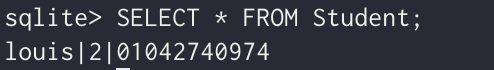 sqlite> SELECT * FROM Student;
louis|2|01042740974